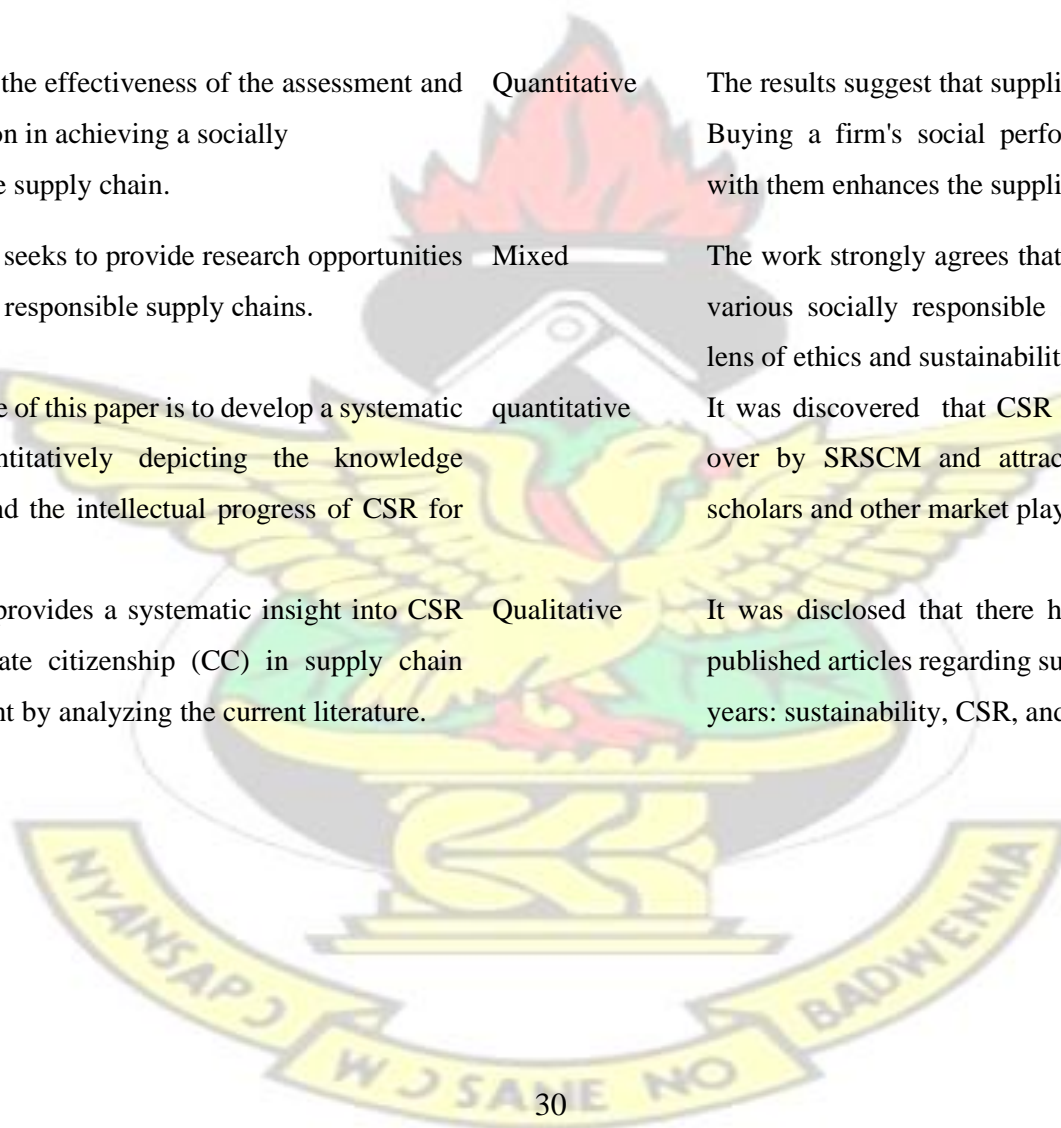 the effectiveness of the assessment and Quantitative The results suggest that suppli
on in achieving a socially Buying a firm's social perfo
e supply chain. with them enhances the suppli
seeks to provide research opportunities Mixed The work strongly agrees that
responsible supply chains. various socially responsible
lens of ethics and sustainabilit
e of this paper is to develop a systematic quantitative It was discovered that CSR
ntitatively depicting the knowledge over by SRSCM and attrac
nd the intellectual progress of CSR for scholars and other market play
provides a systematic insight into CSR Qualitative It was disclosed that there h
ate citizenship (CC) in supply chain published articles regarding su
nt by analyzing the current literature. years: sustainability, CSR, and
NYANSAPƆ
WƆSANE NO
BADWENMA
30